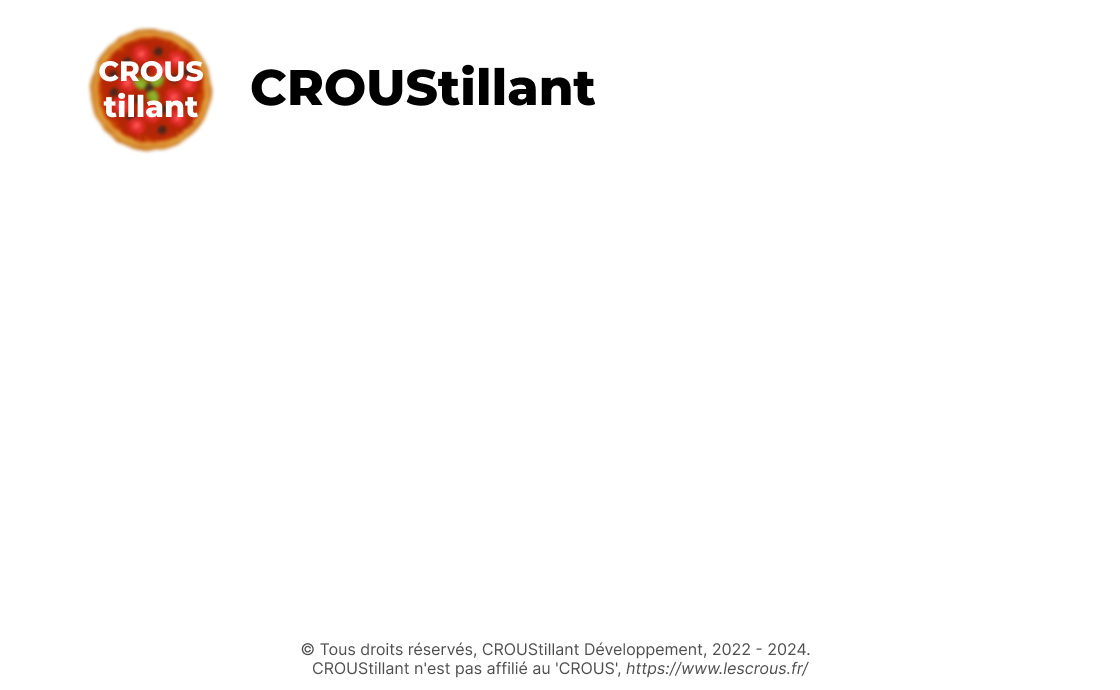 CROUS
tillant
CROUStillant
© Tous droits réservés, CROUStillant Développement, 2022 - 2024.
CROUStillant n'est pas affilié au 'CROUS', https://www.lescrous.fr/